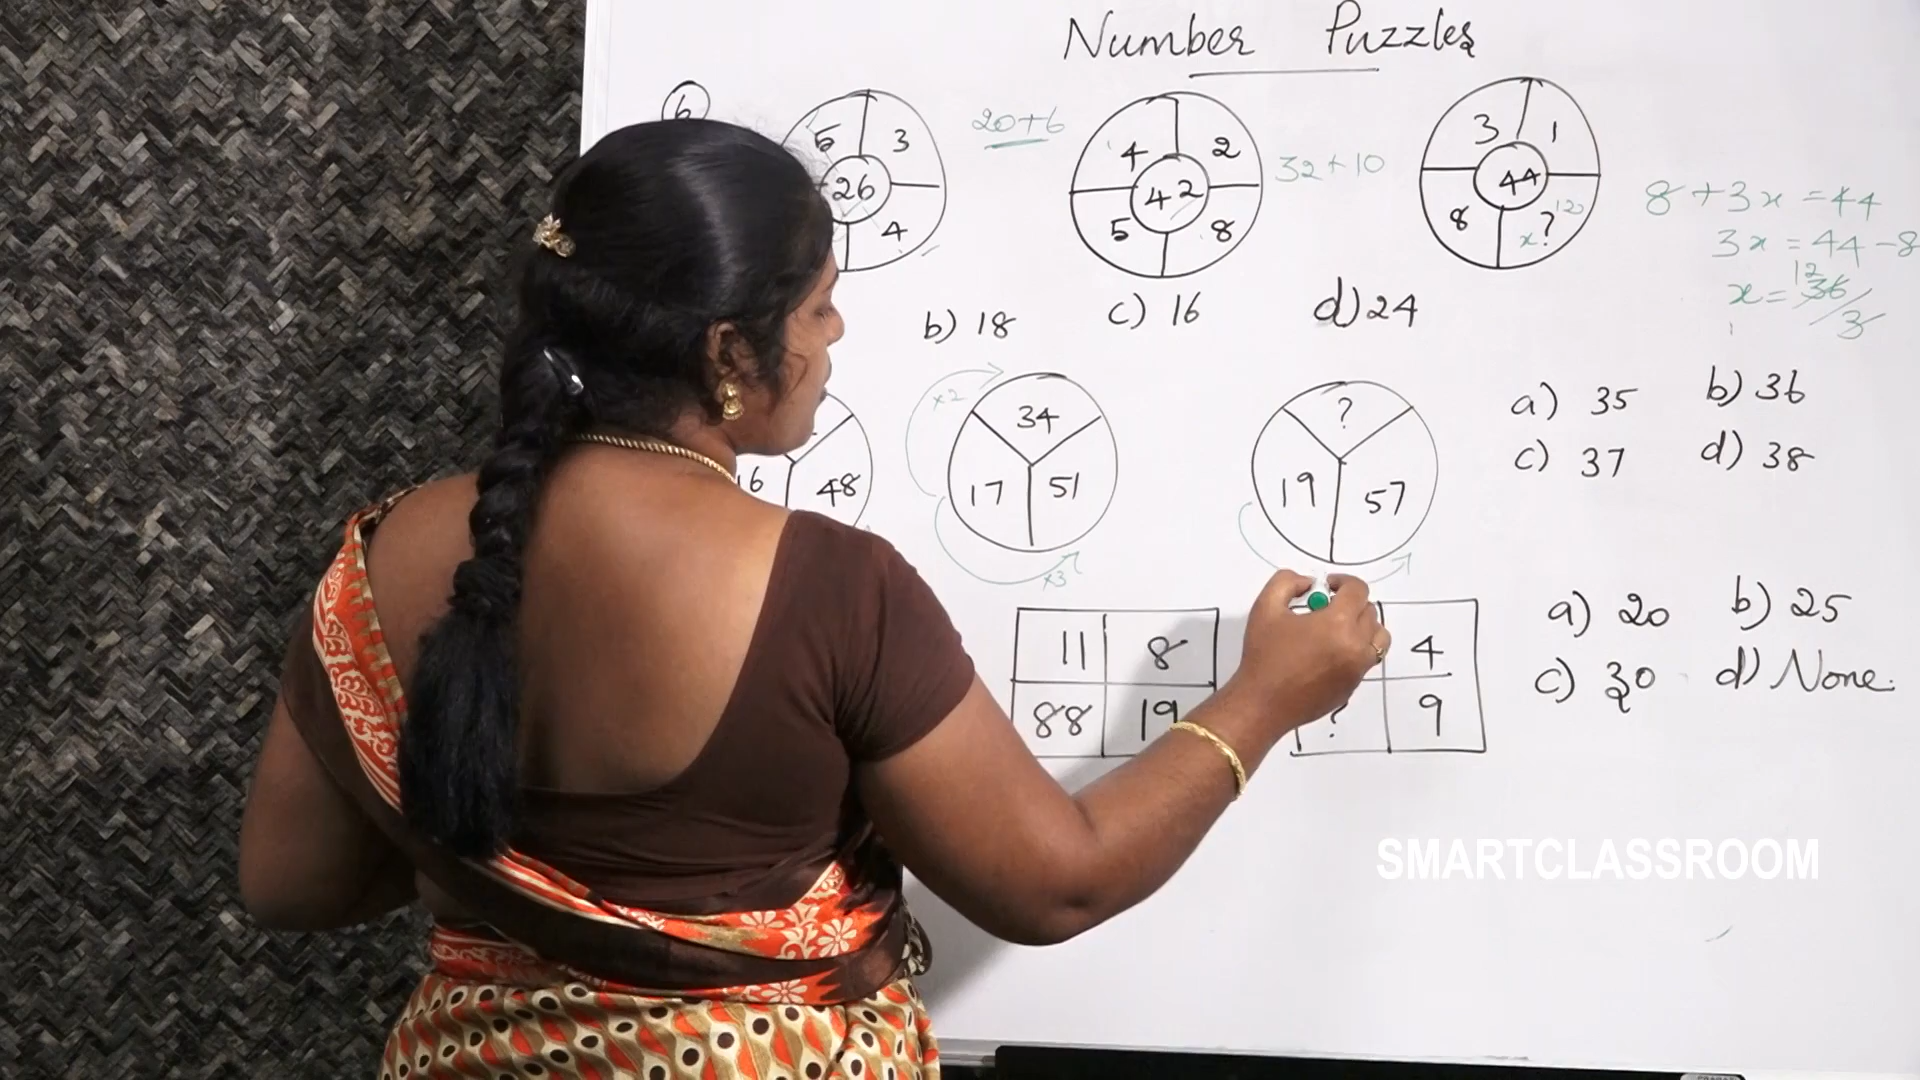 Number Puzzles
6
5 3
26
4
20+6
4 2
42
5 8
32+10
3 1
44
8 x? 12
8+3x=44
3x=44-8
12
x=36/3
b) 18 c) 16 d) 24
48
16
x2
34
17 51
x3
?
19 57
a) 35 b) 36
c) 37 d) 38
11 8
88 19
4
? 9
a) 20 b) 25
c) 30 d) None.
SMARTCLASSROOM